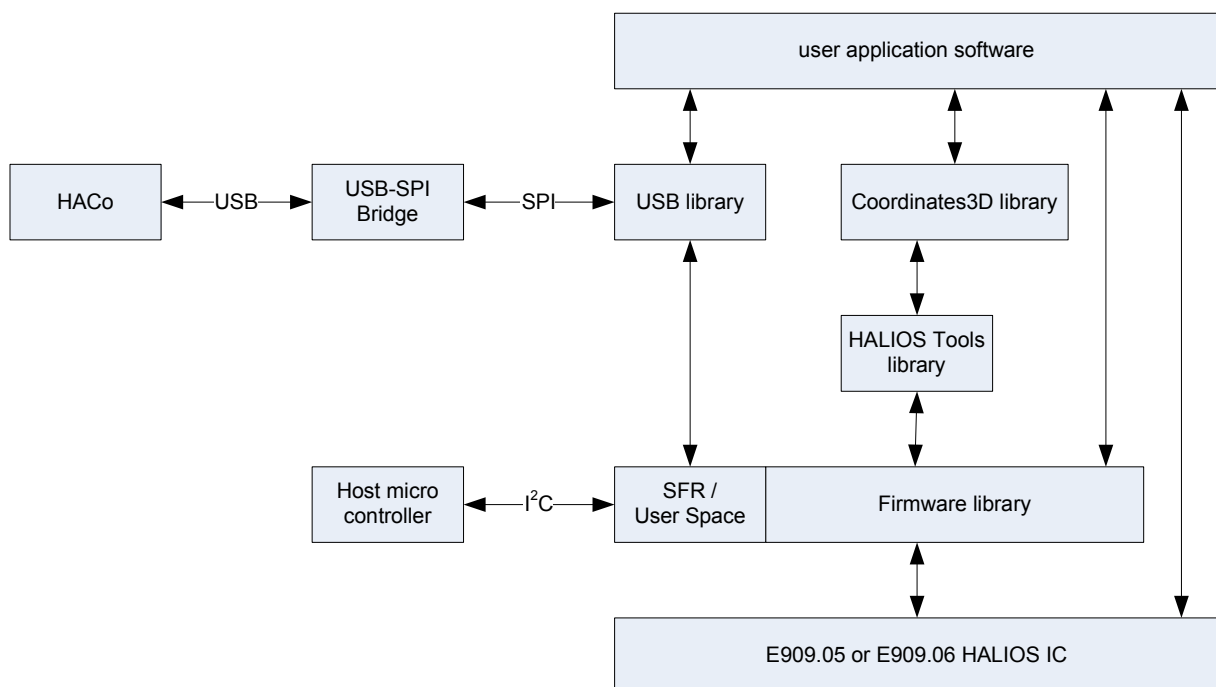 user application software
HACo
USB
USB-SPI
Bridge
SPI
USB library
Coordinates3D library
HALIOS Tools
library
Host micro
controller
I²C
SFR /
User Space
Firmware library
E909.05 or E909.06 HALIOS IC